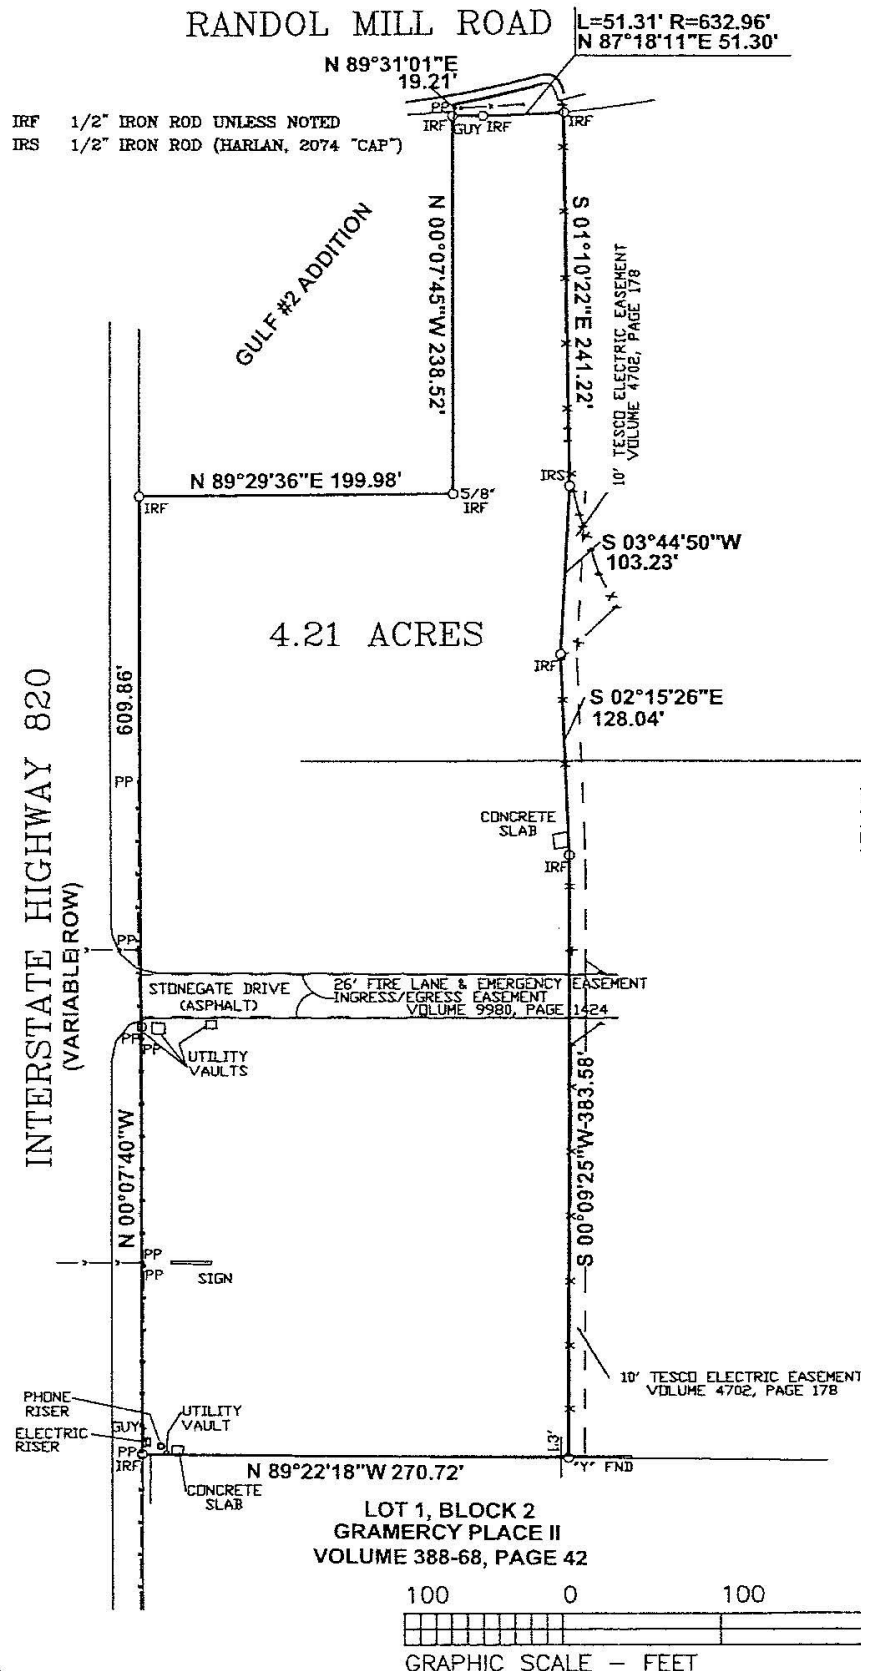 RANDOL MILL ROAD
L=51.31' R=632.96'
N 87°18'11"E 51.30'
N 89°31'01"E
19.21'
IRF 1/2" IRON ROD UNLESS NOTED
IRS 1/2" IRON ROD (HARLAN, 2074 "CAP")
PP
IRF
GUY
IRF
IRF
GULF #2 ADDITION
N 00°07'45"W 238.52'
S 01°10'22"E 241.22'
10' TESCO ELECTRIC EASEMENT
VOLUME 4702, PAGE 178
N 89°29'36"E 199.98'
IRF
5/8"
IRF
IRS
S 03°44'50"W
103.23'
4.21 ACRES
IRF
S 02°15'26"E
128.04'
609.86'
PP
INTERSTATE HIGHWAY 820
(VARIABLE ROW)
CONCRETE
SLAB
IRF
PP
STONEGATE DRIVE
(ASPHALT)
26' FIRE LANE & EMERGENCY EASEMENT
INGRESS/EGRESS EASEMENT
VOLUME 9980, PAGE 1424
PP
PP
UTILITY
VAULTS
N 00°07'40"W
S 00°09'25"W-383.58'
PP
PP
SIGN
10' TESCO ELECTRIC EASEMENT
VOLUME 4702, PAGE 178
PHONE
RISER
UTILITY
VAULT
ELECTRIC
RISER
GUY
PP
IRF
CONCRETE
SLAB
N 89°22'18"W 270.72'
1.3'
"Y" FND
LOT 1, BLOCK 2
GRAMERCY PLACE II
VOLUME 388-68, PAGE 42
100 0 100
GRAPHIC SCALE - FEET